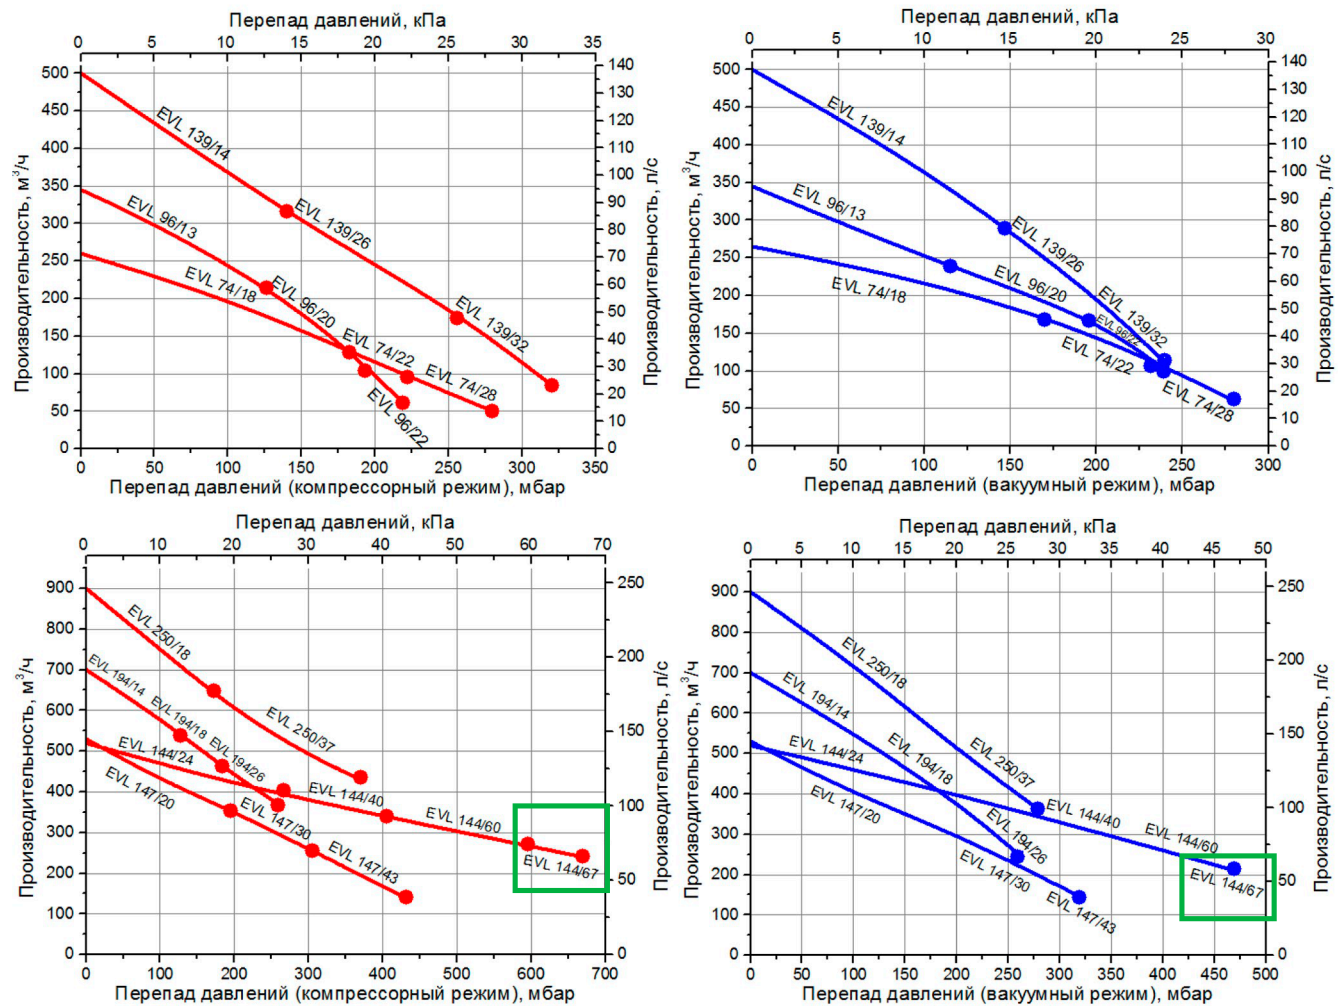 Перепад давлений, кПа
0 5 10 15 20 25 30 35
500
450
400
350
300
250
200
150
100
50
0
Производительность, м³/ч
EVL 139/14
EVL 139/26
EVL 139/32
EVL 96/13
EVL 96/20
EVL 96/22
EVL 74/18
EVL 74/22
EVL 74/28
140
130
120
110
100
90
80
70
60
50
40
30
20
10
0
Производительность, л/с
0 50 100 150 200 250 300 350
Перепад давлений (компрессорный режим), мбар
Перепад давлений, кПа
0 5 10 15 20 25 30
500
450
400
350
300
250
200
150
100
50
0
Производительность, м³/ч
EVL 139/14
EVL 139/26
EVL 139/32
EVL 96/13
EVL 96/20
EVL 96/22
EVL 74/18
EVL 74/22
EVL 74/28
140
130
120
110
100
90
80
70
60
50
40
30
20
10
0
Производительность, л/с
0 50 100 150 200 250 300
Перепад давлений (вакуумный режим), мбар
Перепад давлений, кПа
0 10 20 30 40 50 60 70
900
800
700
600
500
400
300
200
100
0
Производительность, м³/ч
EVL 250/18
EVL 250/37
EVL 194/14
EVL 194/18
EVL 194/26
EVL 144/24
EVL 144/40
EVL 144/60
EVL 144/67
EVL 147/20
EVL 147/30
EVL 147/43
250
200
150
100
50
0
Производительность, л/с
0 100 200 300 400 500 600 700
Перепад давлений (компрессорный режим), мбар
Перепад давлений, кПа
0 5 10 15 20 25 30 35 40 45 50
900
800
700
600
500
400
300
200
100
0
Производительность, м³/ч
EVL 250/18
EVL 250/37
EVL 194/14
EVL 194/18
EVL 194/26
EVL 144/24
EVL 144/40
EVL 144/60
EVL 144/67
EVL 147/20
EVL 147/30
EVL 147/43
250
200
150
100
50
0
Производительность, л/с
0 50 100 150 200 250 300 350 400 450 500
Перепад давлений (вакуумный режим), мбар